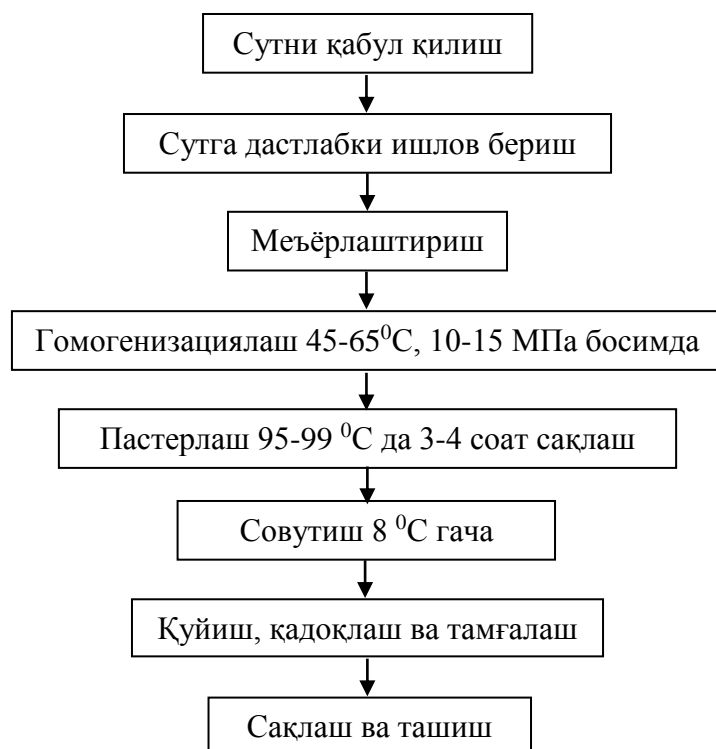 Сутни қабул қилиш
Сутга дастлабки ишлов бериш
Меъёрлаштириш
Гомогенизациялаш 45-65⁰С, 10-15 МПа босимда
Пастерлаш 95-99 ⁰С да 3-4 соат сақлаш
Совутиш 8 ⁰С гача
Қуйиш, қадоқлаш ва тамғалаш
Сақлаш ва ташиш